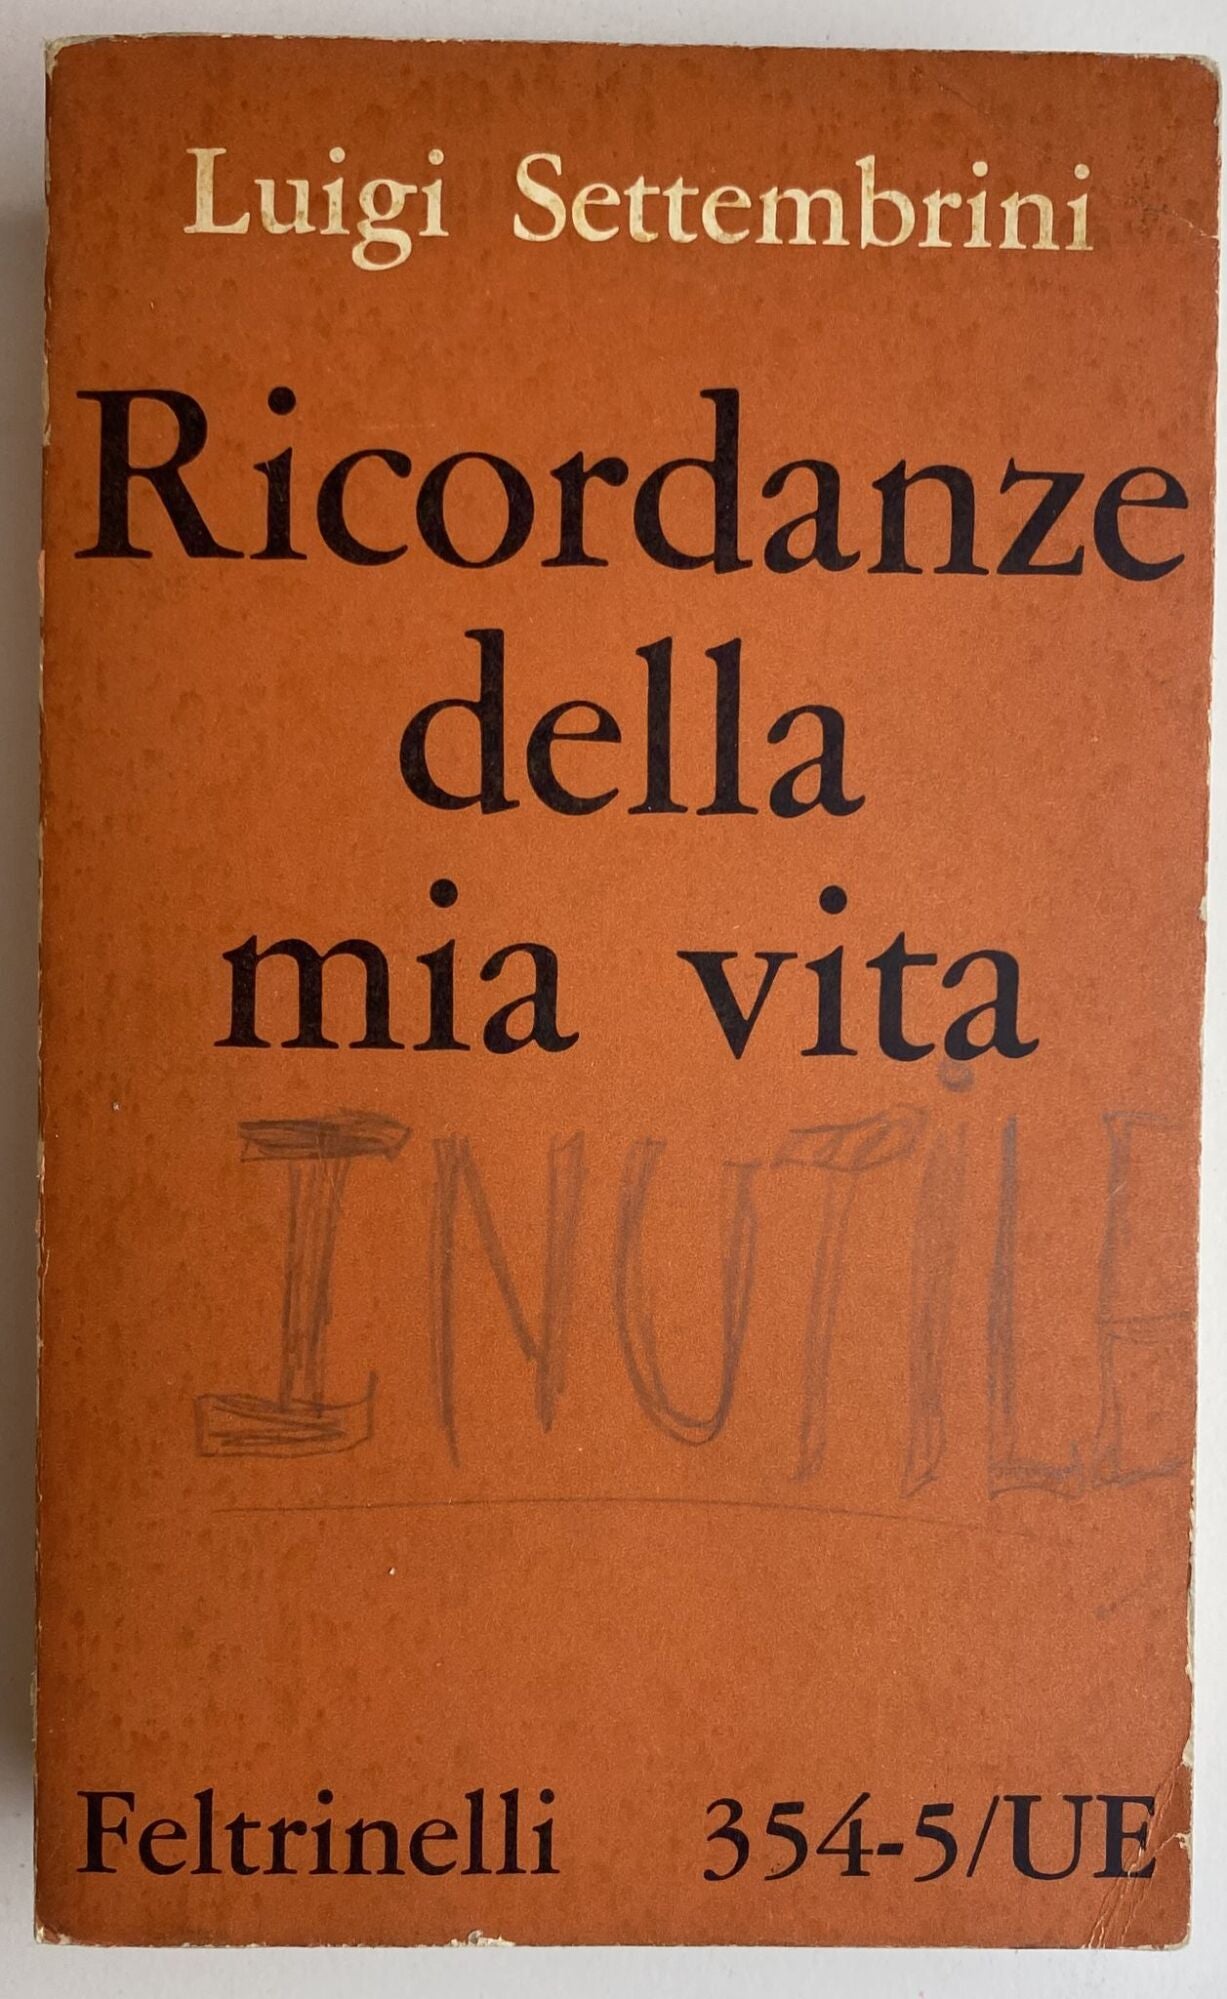 Luigi Settembrini
Ricordanze
della
mia vita
INUTILE
Feltrinelli 354-5/UE